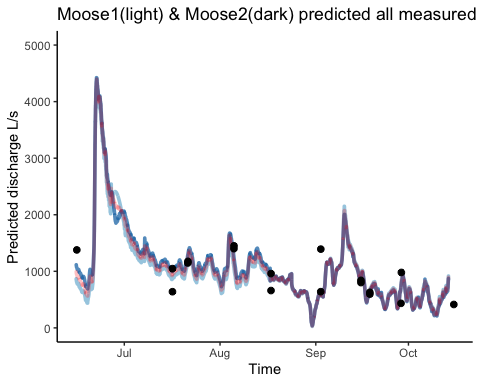 Moose1(light) & Moose2(dark) predicted all measured
5000
4000
3000
2000
1000
0
Predicted discharge L/s
Jul Aug Sep Oct
Time